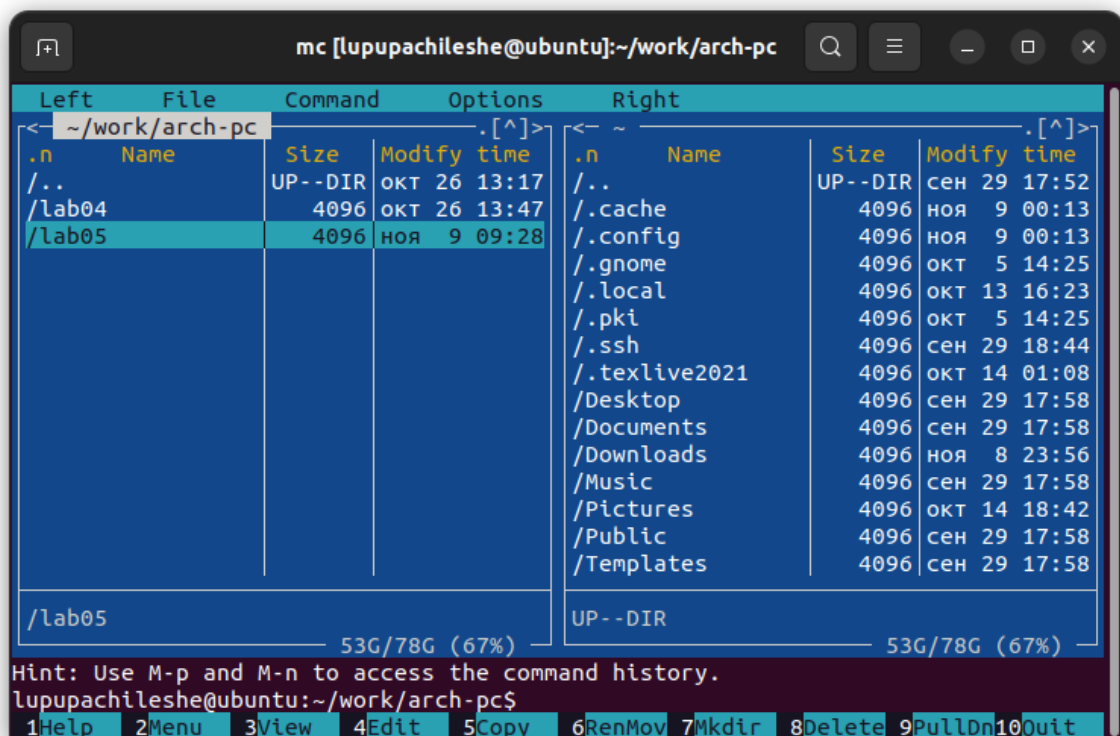 mc [lupupachileshe@ubuntu]:~/work/arch-pc
Left File Command Options Right
<- ~/work/arch-pc .[^]>
.n Name Size Modify time
/.. UP--DIR окт 26 13:17
/lab04 4096 окт 26 13:47
/lab05 4096 ноя 9 09:28
/lab05
53G/78G (67%)
<- ~ .[^]>
.n Name Size Modify time
/.. UP--DIR сен 29 17:52
/.cache 4096 ноя 9 00:13
/.config 4096 ноя 9 00:13
/.gnome 4096 окт 5 14:25
/.local 4096 окт 13 16:23
/.pki 4096 окт 5 14:25
/.ssh 4096 сен 29 18:44
/.texlive2021 4096 окт 14 01:08
/Desktop 4096 сен 29 17:58
/Documents 4096 сен 29 17:58
/Downloads 4096 ноя 8 23:56
/Music 4096 сен 29 17:58
/Pictures 4096 окт 14 18:42
/Public 4096 сен 29 17:58
/Templates 4096 сен 29 17:58
UP--DIR
53G/78G (67%)
Hint: Use M-p and M-n to access the command history.
lupupachileshe@ubuntu:~/work/arch-pc$
1Help 2Menu 3View 4Edit 5Copy 6RenMov 7Mkdir 8Delete 9PullDn 10Quit